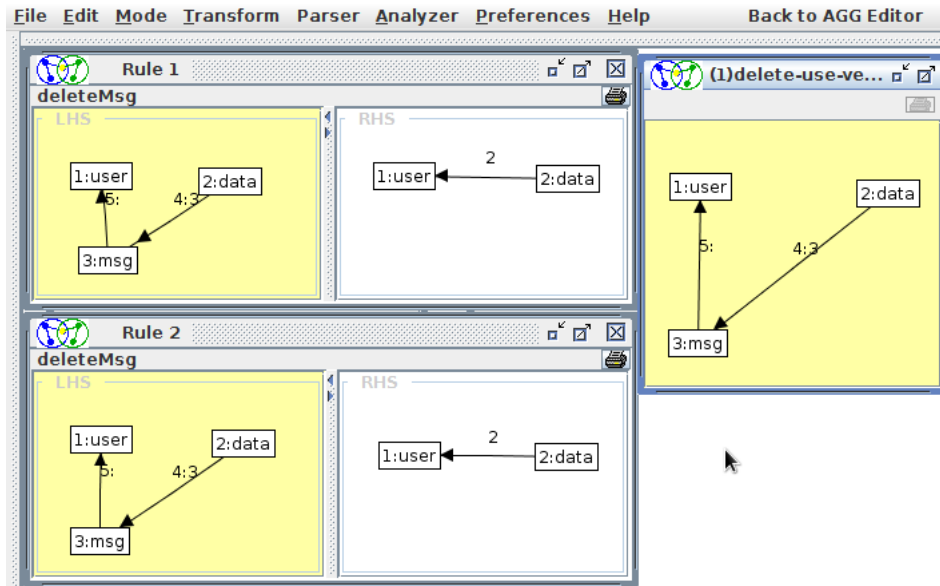 File Edit Mode Transform Parser Analyzer Preferences Help Back to AGG Editor
Rule 1
deleteMsg
LHS
RHS
1:user
2:data
5:
4:3
3:msg
2
1:user
2:data
(1)delete-use-ve...
1:user
2:data
5:
4:3
3:msg
Rule 2
deleteMsg
LHS
RHS
1:user
2:data
5:
4:3
3:msg
2
1:user
2:data